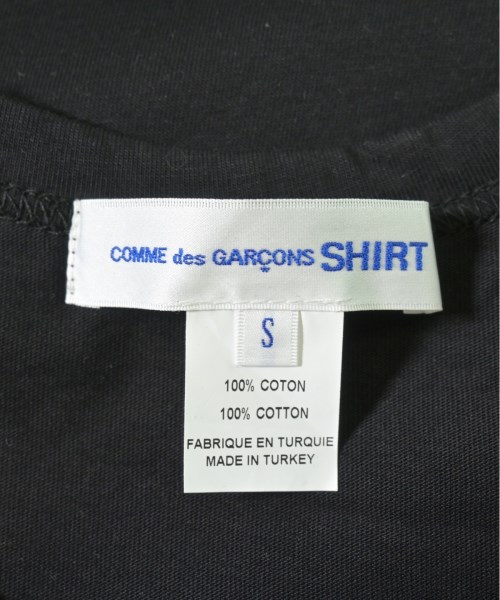 COMME des GARÇONS SHIRT
S
100% COTON
100% COTTON
FABRIQUE EN TURQUIE
MADE IN TURKEY